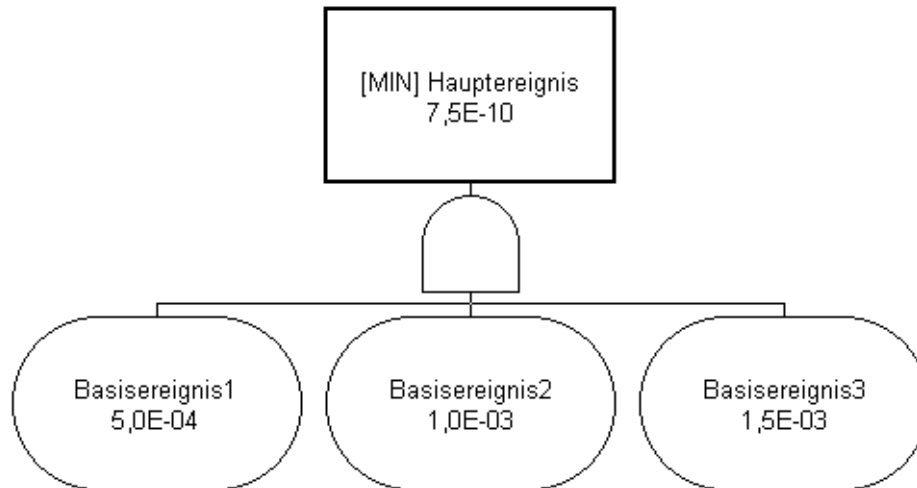 [MIN] Hauptereignis
7,5E-10
Basisereignis1
5,0E-04
Basisereignis2
1,0E-03
Basisereignis3
1,5E-03